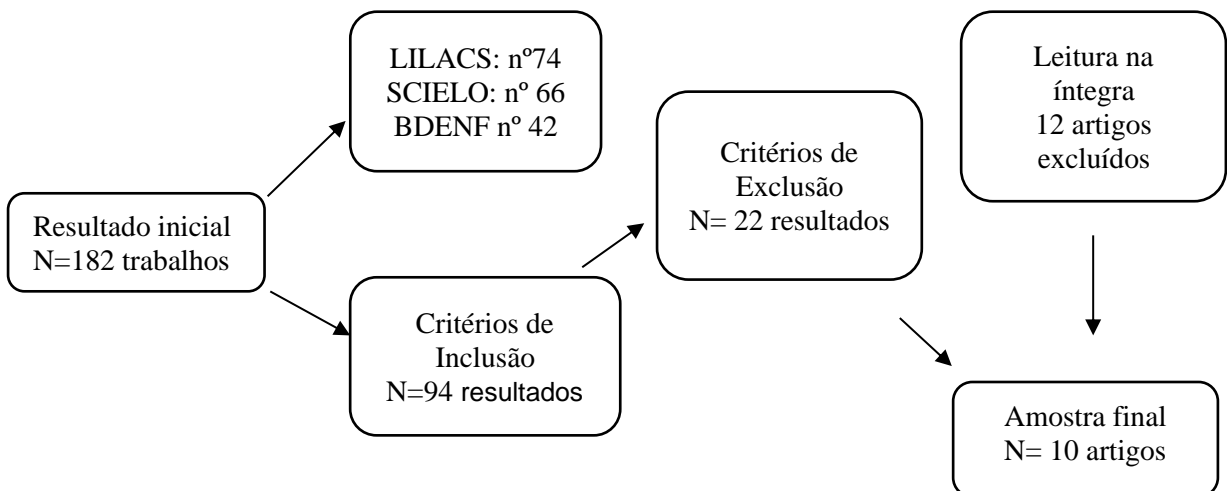 Resultado inicial
N=182 trabalhos
LILACS: nº74
SCIELO: nº 66
BDENF nº 42
Critérios de
Inclusão
N=94 resultados
Critérios de
Exclusão
N= 22 resultados
Leitura na
íntegra
12 artigos
excluídos
Amostra final
N= 10 artigos